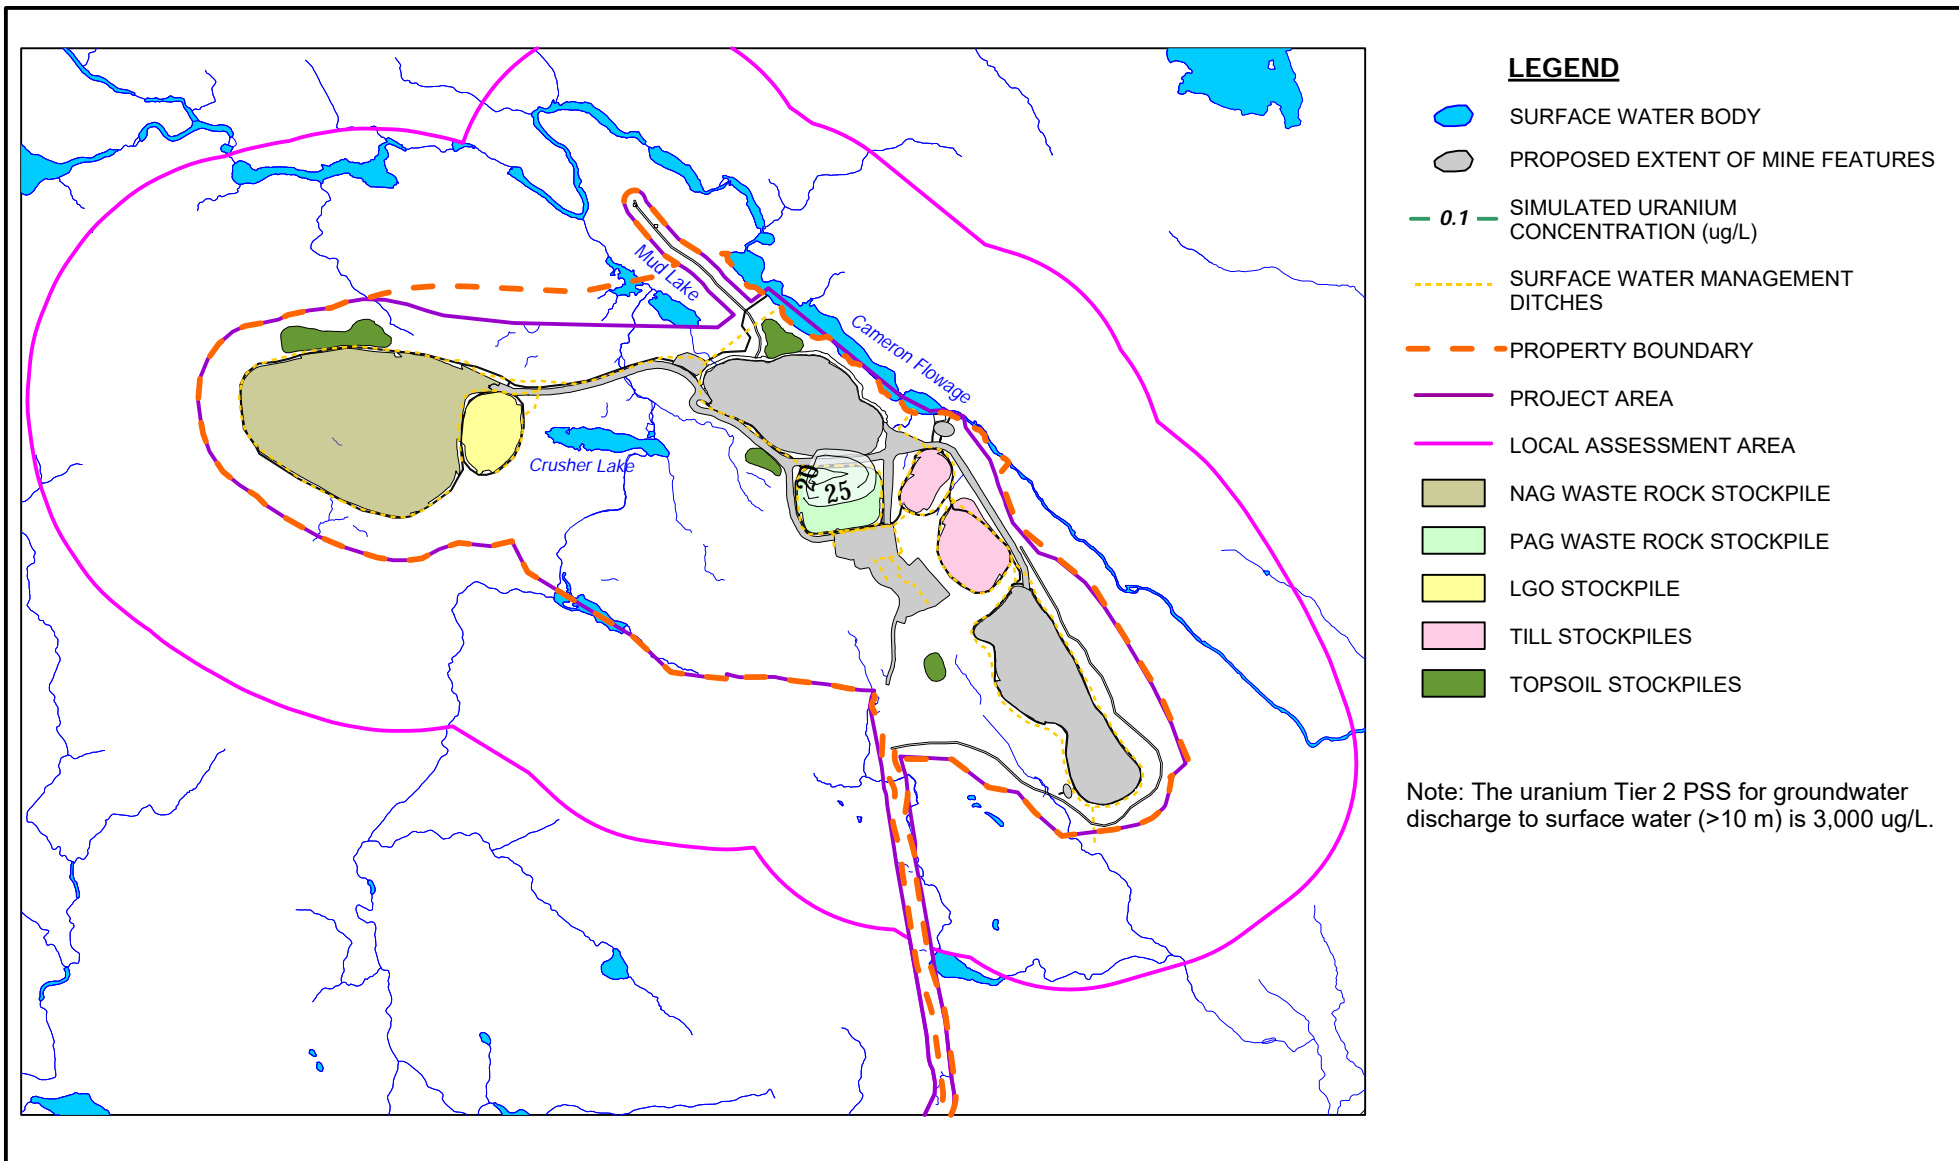 LEGEND
SURFACE WATER BODY
PROPOSED EXTENT OF MINE FEATURES
0.1
SIMULATED URANIUM
CONCENTRATION (ug/L)
SURFACE WATER MANAGEMENT
DITCHES
PROPERTY BOUNDARY
PROJECT AREA
LOCAL ASSESSMENT AREA
NAG WASTE ROCK STOCKPILE
PAG WASTE ROCK STOCKPILE
LGO STOCKPILE
TILL STOCKPILES
TOPSOIL STOCKPILES
Note: The uranium Tier 2 PSS for groundwater
discharge to surface water (>10 m) is 3,000 ug/L.
Mud Lake
Cameron Flowage
Crusher Lake
20
25